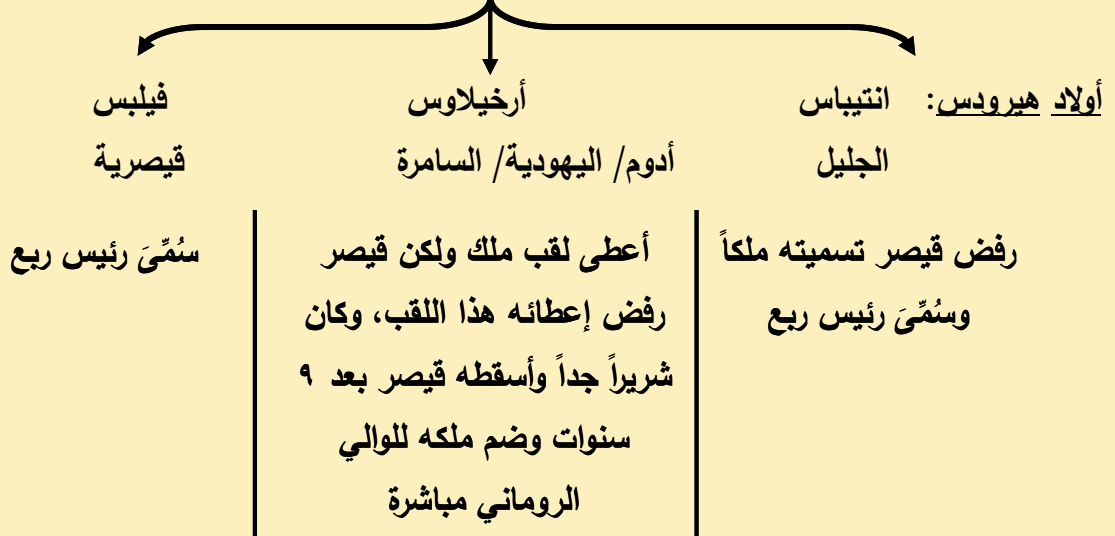 أولاد هيرودس: انتيباس أرخيلاوس فيلبس
الجليل أدوم/ اليهودية/ السامرة قيصرية
رفض قيصر تسميته ملكاً
وسُمِّىَ رئيس ربع
أعطى لقب ملك ولكن قيصر
رفض إعطائه هذا اللقب، وكان
شريراً جداً وأسقطه قيصر بعد ٩
سنوات وضم ملكه للوالي
الروماني مباشرة
سُمِّىَ رئيس ربع